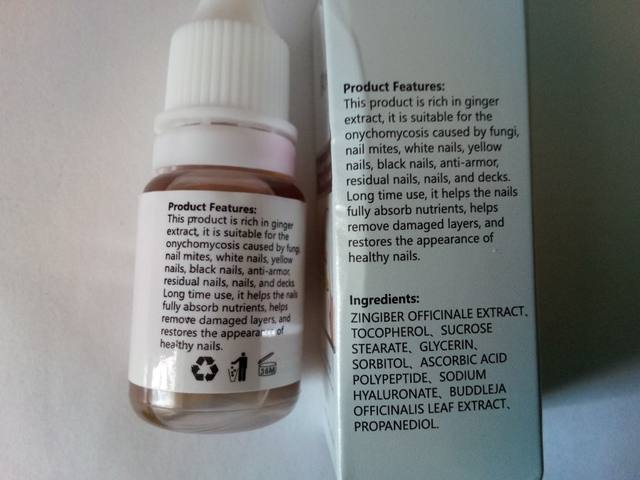 Product Features:
This product is rich in ginger
extract, it is suitable for the
onychomycosis caused by fungi,
nail mites, white nails, yellow
nails, black nails, anti-armor,
residual nails, nails, and decks.
Long time use, it helps the nails
fully absorb nutrients, helps
remove damaged layers, and
restores the appearance of
healthy nails.
36M
Product Features:
This product is rich in ginger
extract, it is suitable for the
onychomycosis caused by fungi,
nail mites, white nails, yellow
nails, black nails, anti-armor,
residual nails, nails, and decks.
Long time use, it helps the nails
fully absorb nutrients, helps
remove damaged layers, and
restores the appearance of
healthy nails.
Ingredients:
ZINGIBER OFFICINALE EXTRACT、
TOCOPHEROL、SUCROSE
STEARATE、GLYCERIN、
SORBITOL、ASCORBIC ACID
POLYPEPTIDE、SODIUM
HYALURONATE、BUDDLEJA
OFFICINALIS LEAF EXTRACT、
PROPANEDIOL.